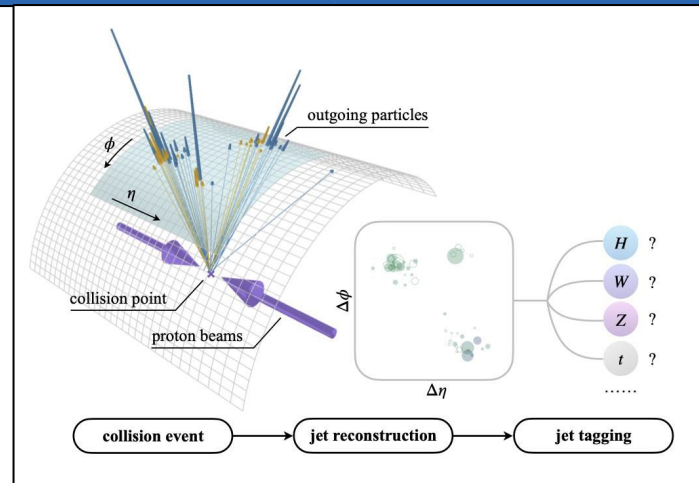 outgoing particles
ϕ
η
collision point
proton beams
Δϕ
Δη
H ?
W ?
Z ?
t ?
......
collision event
jet reconstruction
jet tagging